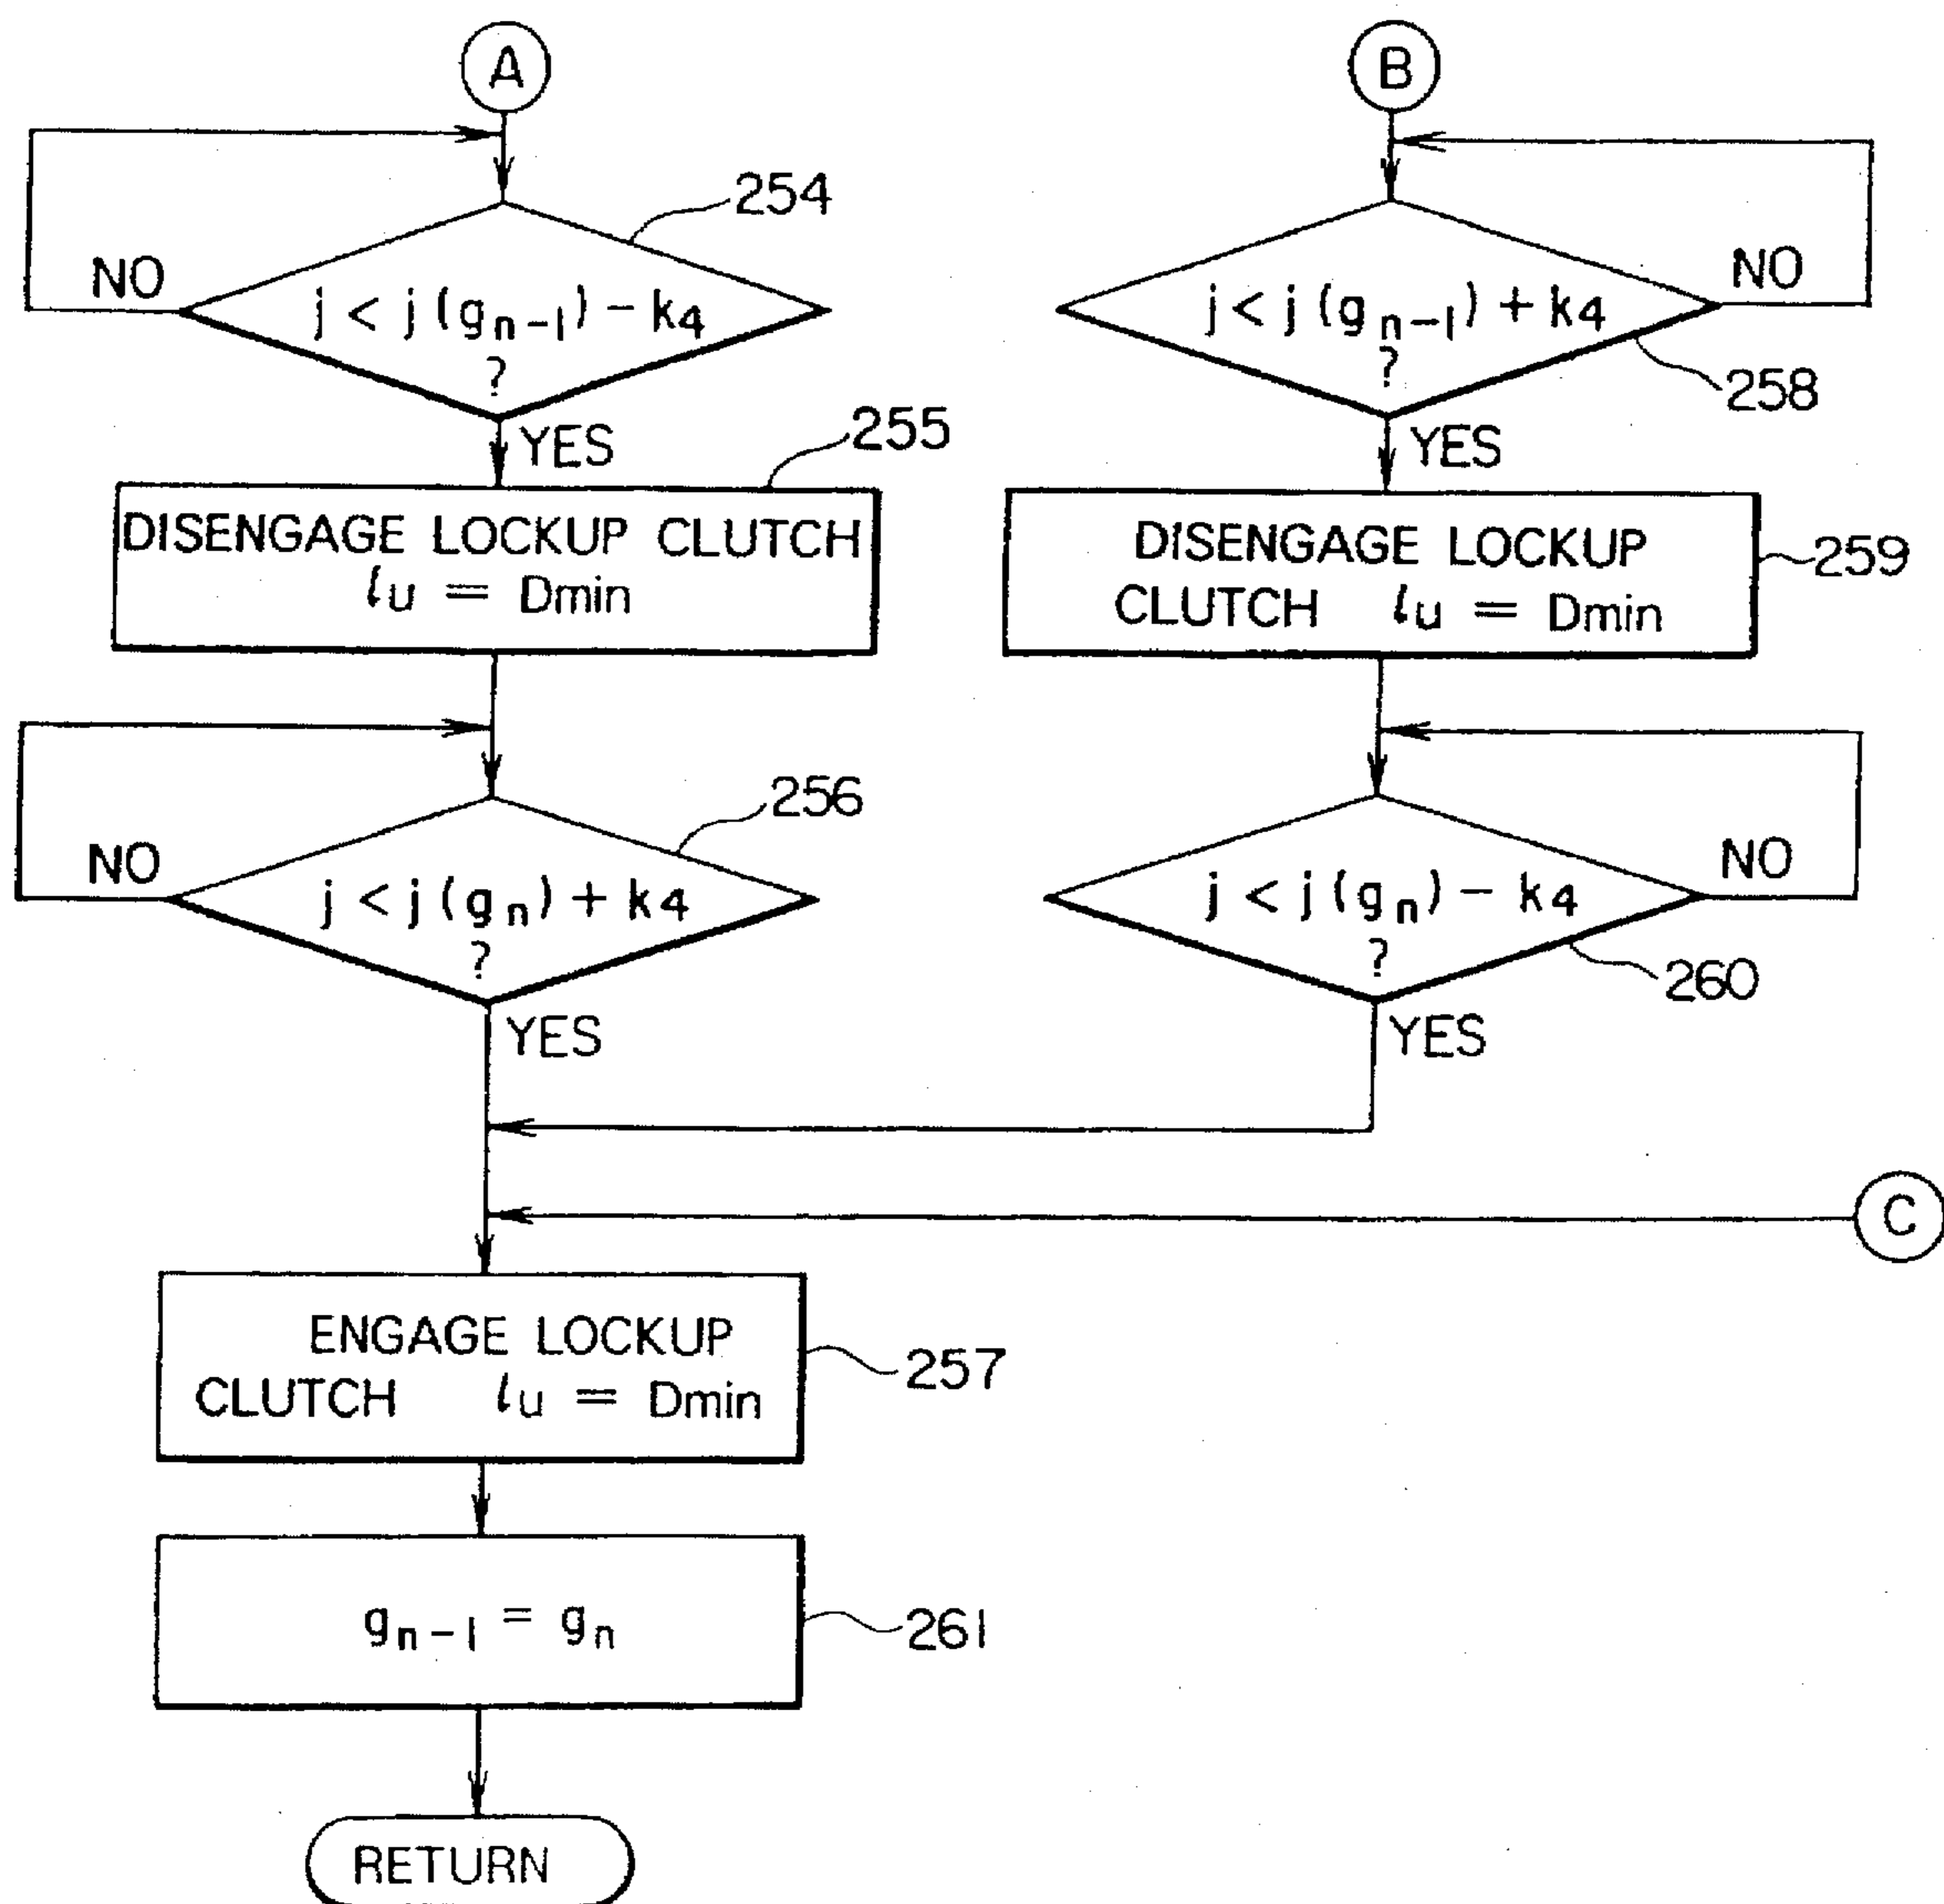 A
254
NO
j < j (gn-1) - k4
?
YES
255
DISENGAGE LOCKUP CLUTCH
lu = Dmin
256
NO
j < j (gn) + k4
?
YES
B
NO
j < j (gn-1) + k4
?
258
YES
DISENGAGE LOCKUP
CLUTCH lu = Dmin
259
NO
j < j (gn) - k4
?
260
YES
C
ENGAGE LOCKUP
CLUTCH lu = Dmin
257
gn-1 = gn
261
RETURN